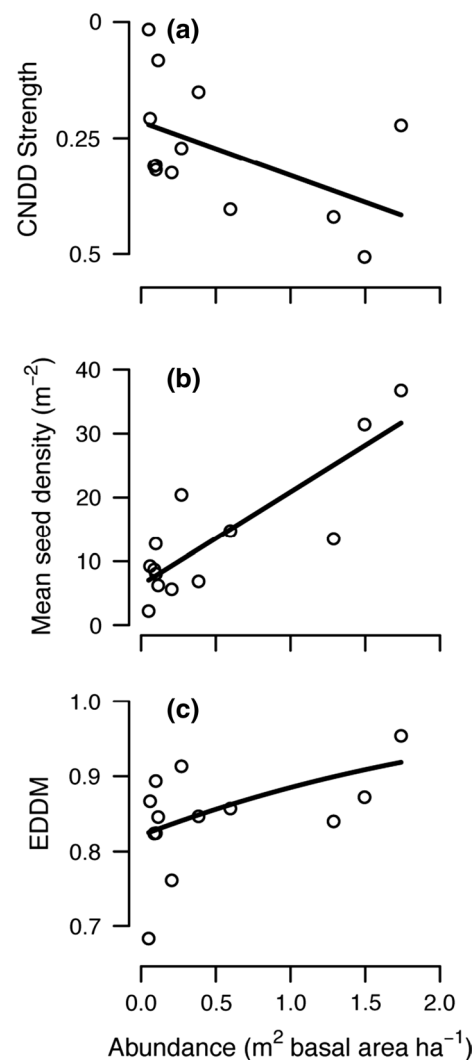 (a)
CNDD Strength
0
0.25
0.5
(b)
Mean seed density (m⁻²)
40
30
20
10
0
(c)
EDDM
1.0
0.9
0.8
0.7
0.0 0.5 1.0 1.5 2.0
Abundance (m² basal area ha⁻¹)